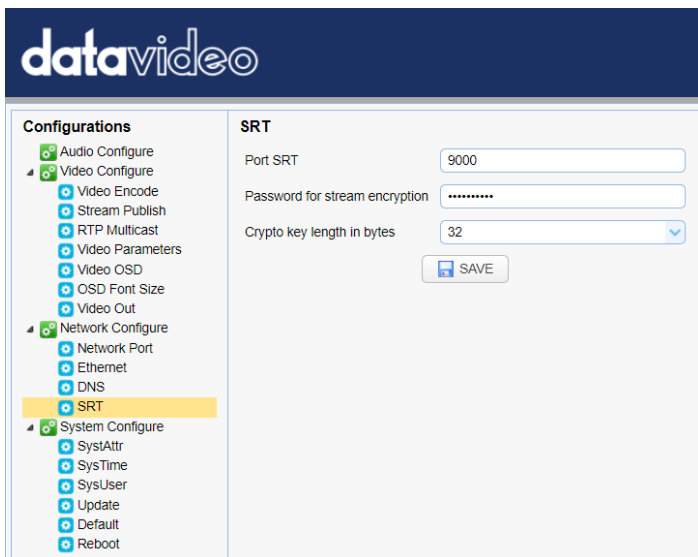 datavideo
Configurations
Audio Configure
Video Configure
Video Encode
Stream Publish
RTP Multicast
Video Parameters
Video OSD
OSD Font Size
Video Out
Network Configure
Network Port
Ethernet
DNS
SRT
System Configure
SystAttr
SysTime
SysUser
Update
Default
Reboot
SRT
Port SRT 9000
Password for stream encryption ••••••••••
Crypto key length in bytes 32
SAVE